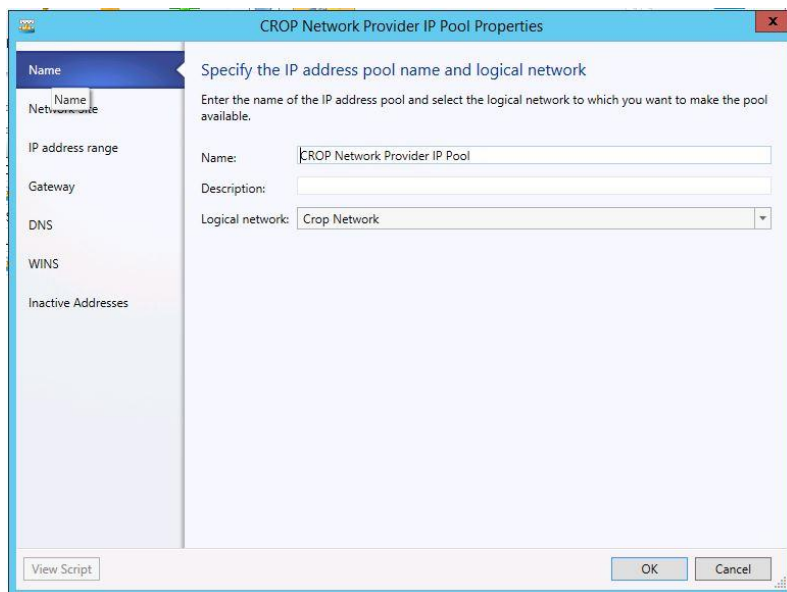 CROP Network Provider IP Pool Properties
x
Name
Name
Network Site
IP address range
Gateway
DNS
WINS
Inactive Addresses
Specify the IP address pool name and logical network
Enter the name of the IP address pool and select the logical network to which you want to make the pool
available.
Name: CROP Network Provider IP Pool
Description:
Logical network: Crop Network
View Script
OK Cancel